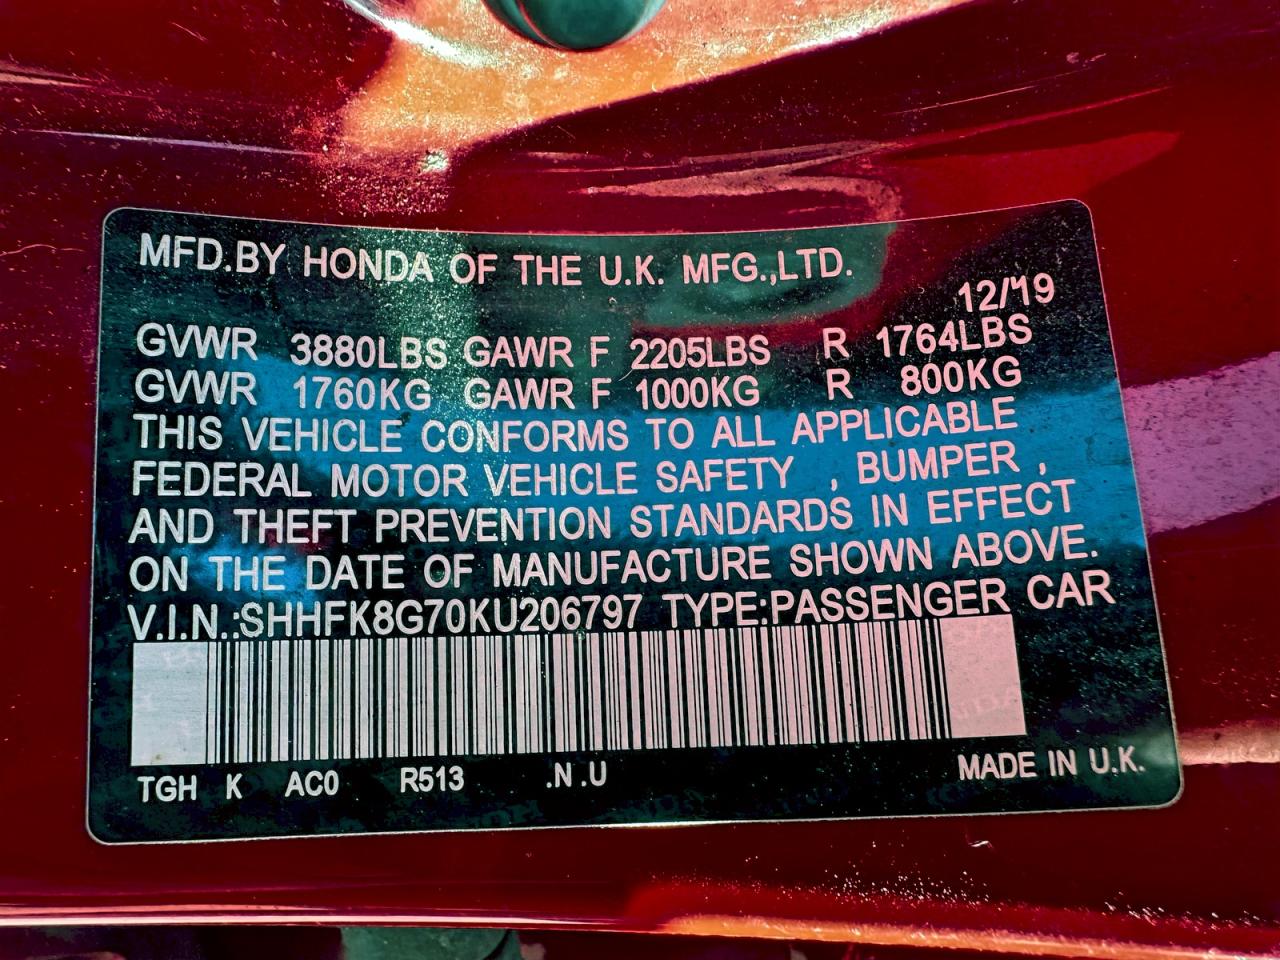 MFD.BY HONDA OF THE U.K. MFG.,LTD.
12/'19
GVWR 3880LBS GAWR F 2205LBS R 1764LBS
GVWR 1760KG GAWR F 1000KG R 800KG
THIS VEHICLE CONFORMS TO ALL APPLICABLE
FEDERAL MOTOR VEHICLE SAFETY , BUMPER ,
AND THEFT PREVENTION STANDARDS IN EFFECT
ON THE DATE OF MANUFACTURE SHOWN ABOVE.
V.I.N.:SHHFK8G70KU206797 TYPE:PASSENGER CAR
TGH K AC0 R513 .N .U
MADE IN U.K.